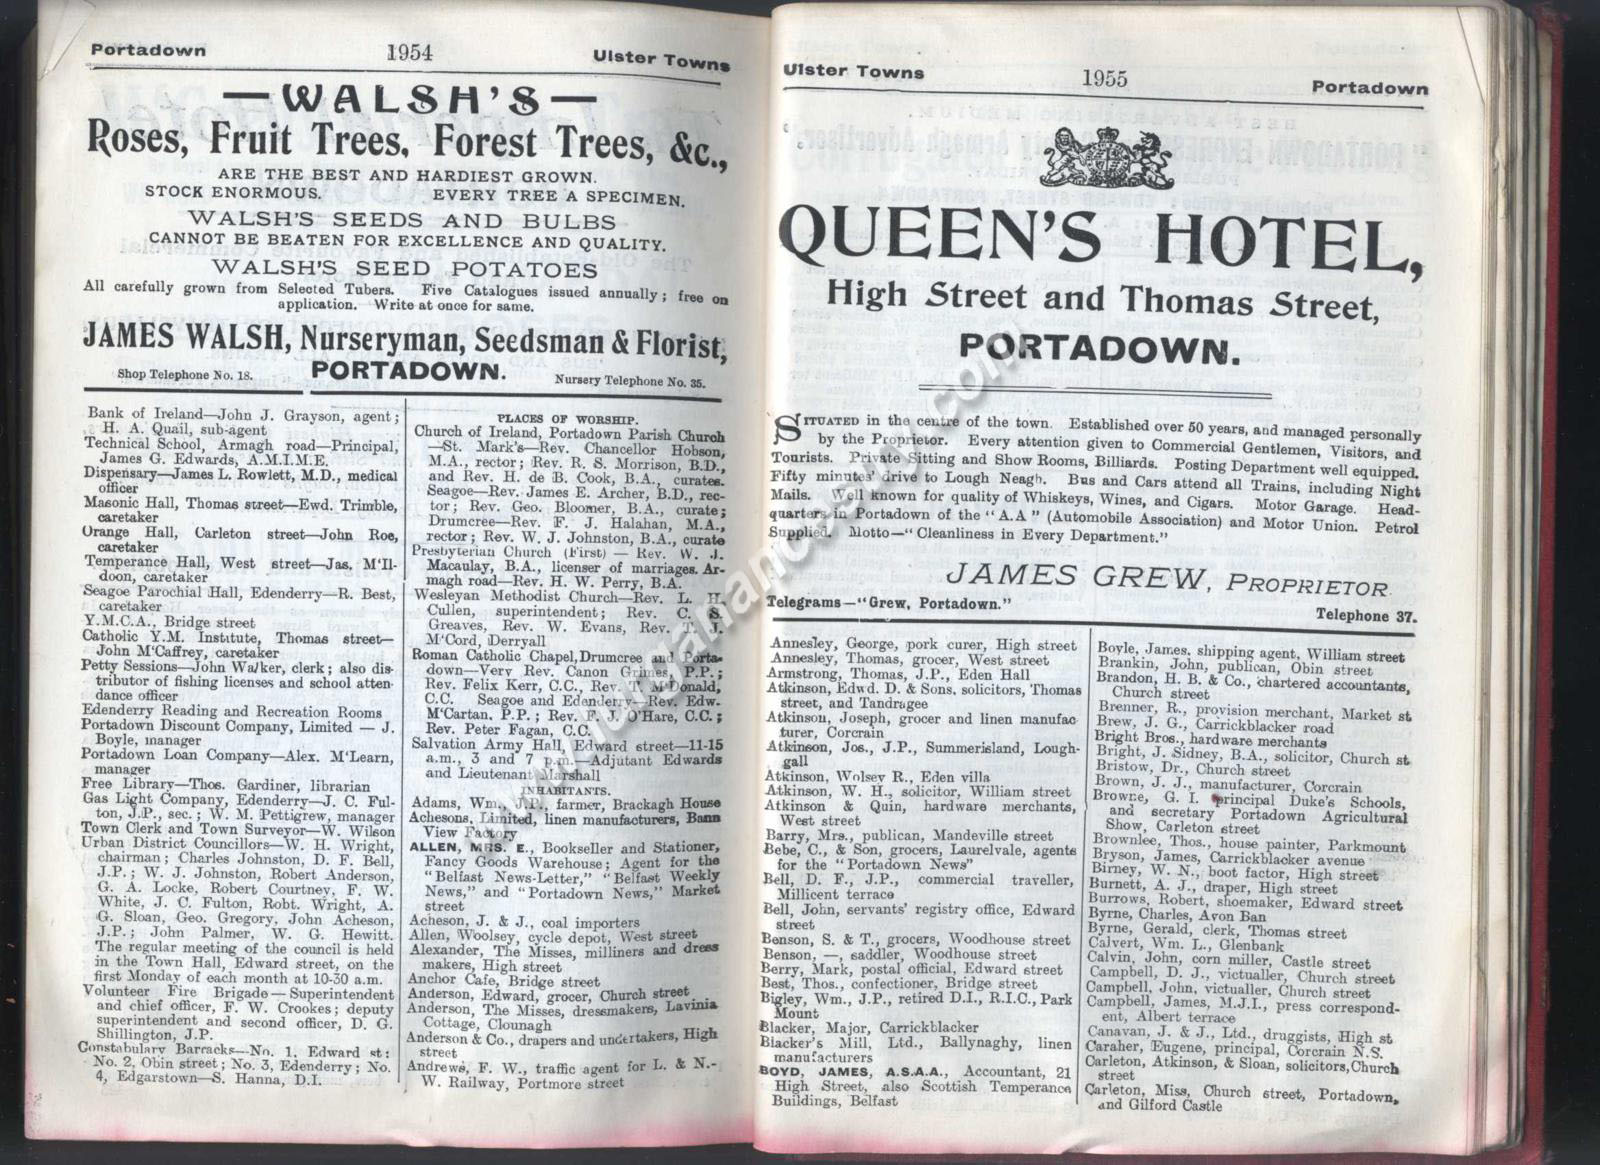 Portadown 1954 Ulster Towns
—WALSH'S—
Roses, Fruit Trees, Forest Trees, &c.,
ARE THE BEST AND HARDIEST GROWN.
STOCK ENORMOUS. EVERY TREE A SPECIMEN.
WALSH'S SEEDS AND BULBS
CANNOT BE BEATEN FOR EXCELLENCE AND QUALITY.
WALSH'S SEED POTATOES
All carefully grown from Selected Tubers. Five Catalogues issued annually; free on
application. Write at once for same.
JAMES WALSH, Nurseryman, Seedsman & Florist,
Shop Telephone No. 18. PORTADOWN. Nursery Telephone No. 35.
Bank of Ireland—John J. Grayson, agent;
H. A. Quail, sub-agent
Technical School, Armagh road—Principal,
James G. Edwards, A.M.I.M.E.
Dispensary—James L. Rowlett, M.D., medical
officer
Masonic Hall, Thomas street—Ewd. Trimble,
caretaker
Orange Hall, Carleton street—John Roe,
caretaker
Temperance Hall, West street—Jas. M'Il-
doon, caretaker
Seagoe Parochial Hall, Edenderry—R. Best,
caretaker
Y.M.C.A., Bridge street
Catholic Y.M. Institute, Thomas street—
John M'Caffrey, caretaker
Petty Sessions—John Walker, clerk; also dis-
tributor of fishing licenses and school atten-
dance officer
Edenderry Reading and Recreation Rooms
Portadown Discount Company, Limited — J.
Boyle, manager
Portadown Loan Company—Alex. M'Learn,
manager
Free Library—Thos. Gardiner, librarian
Gas Light Company, Edenderry—J. C. Ful-
ton, J.P., sec.; W. M. Pettigrew, manager
Town Clerk and Town Surveyor—W. Wilson
Urban District Councillors—W. H. Wright,
chairman; Charles Johnston, D. F. Bell,
J.P.; W. J. Johnston, Robert Anderson,
G. A. Locke, Robert Courtney, F. W.
White, J. C. Fulton, Robt. Wright, A.
G. Sloan, Geo. Gregory, John Acheson,
J.P.; John Palmer, W. G. Hewitt.
The regular meeting of the council is held
in the Town Hall, Edward street, on the
first Monday of each month at 10-30 a.m.
Volunteer Fire Brigade—Superintendent
and chief officer, F. W. Crookes; deputy
superintendent and second officer, D. G.
Shillington, J.P.
Constabulary Barracks—No. 1, Edward st;
No. 2, Obin street; No. 3, Edenderry; No.
4, Edgarstown—S. Hanna, D.I.
PLACES OF WORSHIP.
Church of Ireland, Portadown Parish Church
—St. Mark's—Rev. Chancellor Hobson,
M.A., rector; Rev. R. S. Morrison, B.D.,
and Rev. H. de B. Cook, B.A., curates.
Seagoe—Rev. James E. Archer, B.D., rec-
tor; Rev. Geo. Bloomer, B.A., curate;
Drumcree—Rev. F. J. Halahan, M.A.,
rector; Rev. W. J. Johnston, B.A., curate
Presbyterian Church (First) — Rev. W. J.
Macaulay, B.A., licenser of marriages. Ar-
magh road—Rev. H. W. Perry, B.A.
Wesleyan Methodist Church—Rev. L. H.
Cullen, superintendent; Rev. C. S.
Greaves, Rev. W. Evans, Rev. T. J.
M'Cord, Derryall
Roman Catholic Chapel, Drumcree and Porta-
down—Very Rev. Canon Grimes, P.P.;
Rev. Felix Kerr, C.C., Rev. T. McDonald,
C.C. Seagoe and Edenderry—Rev. Edw.
M'Cartan, P.P.; Rev. F. J. O'Hare, C.C.;
Rev. Peter Fagan, C.C.
Salvation Army Hall, Edward street—11-15
a.m., 3 and 7 p.m.—Adjutant Edwards
and Lieutenant Marshall
INHABITANTS.
Adams, Wm., J.P., farmer, Brackagh House
Achesons, Limited, linen manufacturers, Bann
View Factory
ALLEN, MRS. E., Bookseller and Stationer,
Fancy Goods Warehouse; Agent for the
"Belfast News-Letter," "Belfast Weekly
News," and "Portadown News," Market
street
Acheson, J. & J., coal importers
Allen, Woolsey, cycle depot, West street
Alexander, The Misses, milliners and dress
makers, High street
Anchor Cafe, Bridge street
Anderson, Edward, grocer, Church street
Anderson, The Misses, dressmakers, Lavinia
Cottage, Clounagh
Anderson & Co., drapers and undertakers, High
street
Andrews, F. W., traffic agent for L. & N.-
W. Railway, Portmore street
Ulster Towns 1955 Portadown
QUEEN'S HOTEL,
High Street and Thomas Street,
PORTADOWN.
SITUATED in the centre of the town. Established over 50 years, and managed personally
by the Proprietor. Every attention given to Commercial Gentlemen, Visitors, and
Tourists. Private Sitting and Show Rooms, Billiards. Posting Department well equipped.
Fifty minutes' drive to Lough Neagh. Bus and Cars attend all Trains, including Night
Mails. Well known for quality of Whiskeys, Wines, and Cigars. Motor Garage. Head-
quarters in Portadown of the "A.A" (Automobile Association) and Motor Union. Petrol
Supplied. Motto—"Cleanliness in Every Department."
JAMES GREW, PROPRIETOR.
Telegrams—"Grew, Portadown." Telephone 37.
Annesley, George, pork curer, High street
Annesley, Thomas, grocer, West street
Armstrong, Thomas, J.P., Eden Hall
Atkinson, Edwd. D. & Sons, solicitors, Thomas
street, and Tandragee
Atkinson, Joseph, grocer and linen manufac
turer, Corcrain
Atkinson, Jos., J.P., Summerisland, Lough-
gall
Atkinson, Wolsey R., Eden villa
Atkinson, W. H., solicitor, William street
Atkinson & Quin, hardware merchants,
West street
Barry, Mrs., publican, Mandeville street
Bebe, C., & Son, grocers, Laurelvale, agents
for the "Portadown News"
Bell, D. F., J.P., commercial traveller,
Millicent terrace
Bell, John, servants' registry office, Edward
street
Benson, S. & T., grocers, Woodhouse street
Benson, —, saddler, Woodhouse street
Berry, Mark, postal official, Edward street
Best, Thos., confectioner, Bridge street
Bigley, Wm., J.P., retired D.I., R.I.C., Park
Mount
Blacker, Major, Carrickblacker
Blacker's Mill, Ltd., Ballynaghy, linen
manufacturers
BOYD, JAMES, A.S.A.A., Accountant, 21
High Street, also Scottish Temperance
Buildings, Belfast
Boyle, James, shipping agent, William street
Brankin, John, publican, Obin street
Brandon, H. B. & Co., chartered accountants,
Church street
Brenner, R., provision merchant, Market st
Brew, J. G., Carrickblacker road
Bright Bros., hardware merchants
Bright, J. Sidney, B.A., solicitor, Church st
Bristow, Dr., Church street
Brown, J. J., manufacturer, Corcrain
Browne, G. I. principal Duke's Schools,
and secretary Portadown Agricultural
Show, Carleton street
Brownlee, Thos., house painter, Parkmount
Bryson, James, Carrickblacker avenue
Birney, W. N., boot factor, High street
Burnett, A. J., draper, High street
Burrows, Robert, shoemaker, Edward street
Byrne, Charles, Avon Ban
Byrne, Gerald, clerk, Thomas street
Calvert, Wm. L., Glenbank
Calvin, John, corn miller, Castle street
Campbell, D. J., victualler, Church street
Campbell, John, victualler, Church street
Campbell, James, M.J.I., press correspond-
ent, Albert terrace
Canavan, J. & J., Ltd., druggists, High st
Caraher, Eugene, principal, Corcrain N.S.
Carleton, Atkinson, & Sloan, solicitors, Church
street
Carleton, Miss, Church street, Portadown,
and Gilford Castle
www.lurganancestry.com